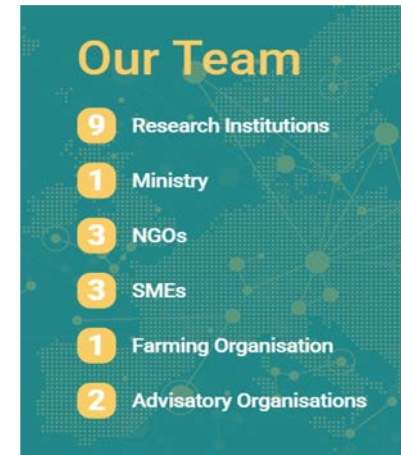 Our Team
9 Research Institutions
1 Ministry
3 NGOs
3 SMEs
1 Farming Organisation
2 Advisatory Organisations